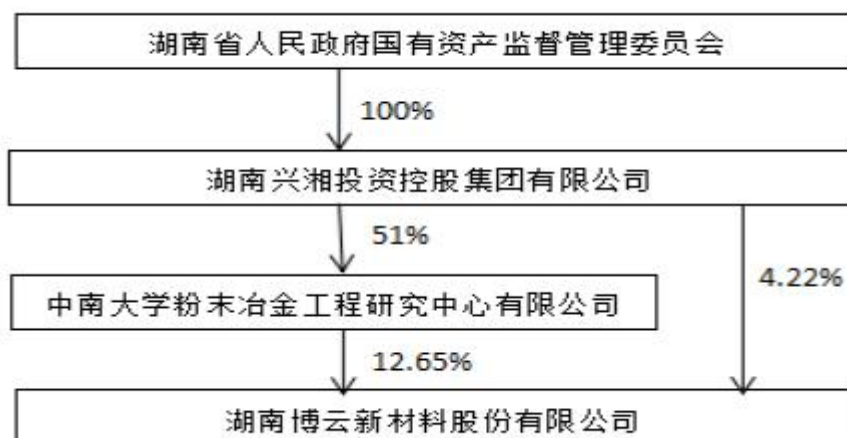 湖南省人民政府国有资产监督管理委员会
100%
湖南兴湘投资控股集团有限公司
51%
4.22%
中南大学粉末冶金工程研究中心有限公司
12.65%
湖南博云新材料股份有限公司